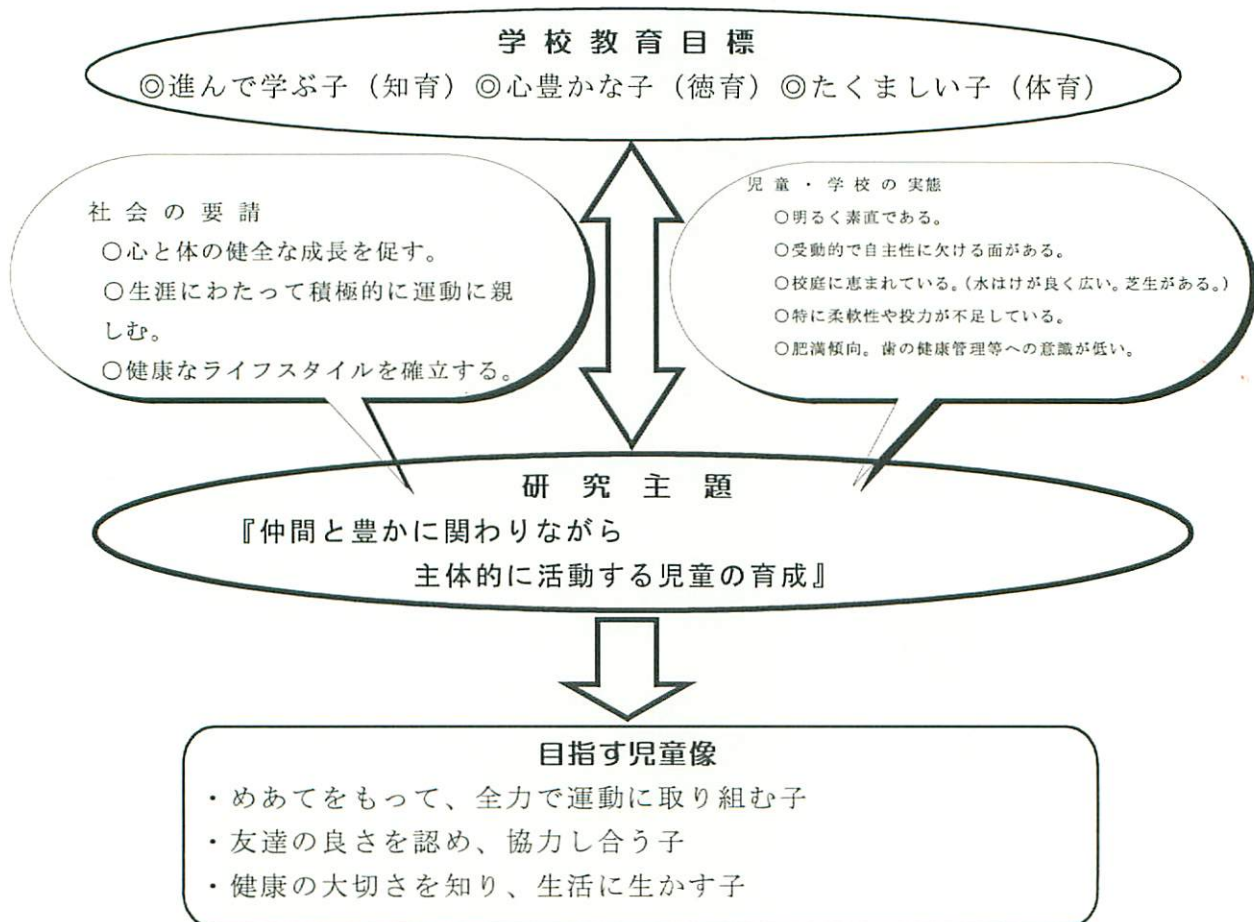 学校教育目標
◎進んで学ぶ子（知育）◎心豊かな子（徳育）◎たくましい子（体育）
社会の要請
○心と体の健全な成長を促す。
○生涯にわたって積極的に運動に親
しむ。
○健康なライフスタイルを確立する。
児童・学校の実態
○明るく素直である。
○受動的で自主性に欠ける面がある。
○校庭に恵まれている。（水はけが良く広い。芝生がある。）
○特に柔軟性や投力が不足している。
○肥満傾向。歯の健康管理等への意識が低い。
研究主題
『仲間と豊かに関わりながら
主体的に活動する児童の育成』
目指す児童像
・めあてをもって、全力で運動に取り組む子
・友達の良さを認め、協力し合う子
・健康の大切さを知り、生活に生かす子